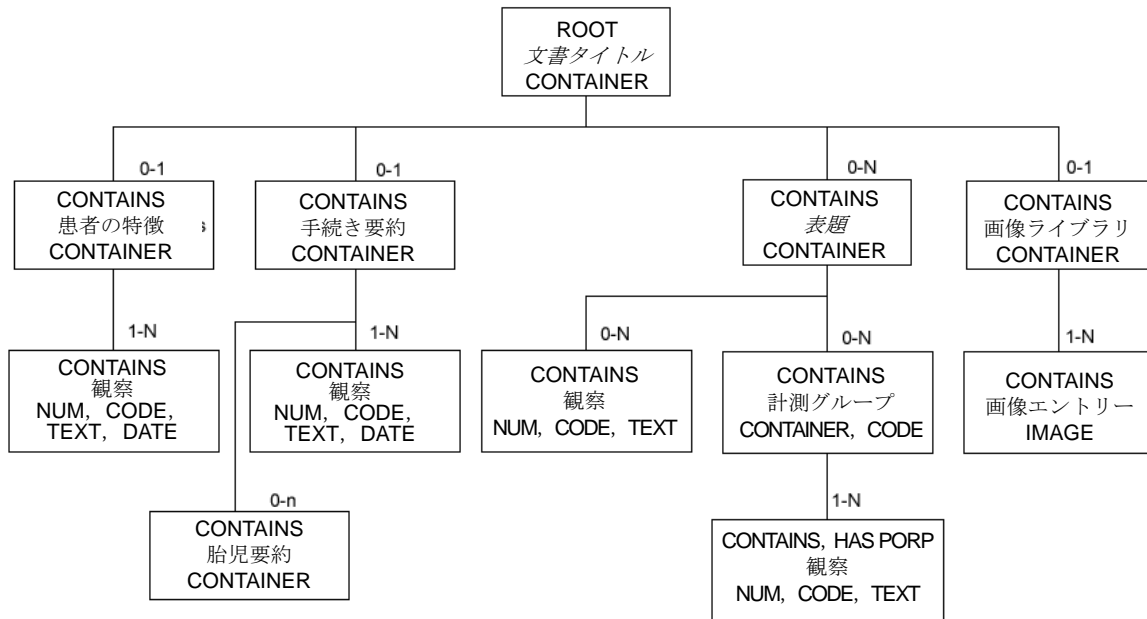 ROOT
文書タイトル
CONTAINER
0-1
CONTAINS
患者の特徴 s
CONTAINER
0-1
CONTAINS
手続き要約
CONTAINER
0-N
CONTAINS
表題
CONTAINER
0-1
CONTAINS
画像ライブラリ
CONTAINER
1-N
CONTAINS
観察
NUM, CODE,
TEXT, DATE
1-N
CONTAINS
観察
NUM, CODE,
TEXT, DATE
0-N
CONTAINS
観察
NUM, CODE, TEXT
0-N
CONTAINS
計測グループ
CONTAINER, CODE
1-N
CONTAINS
画像エントリー
IMAGE
0-n
CONTAINS
胎児要約
CONTAINER
1-N
CONTAINS, HAS PORP
観察
NUM, CODE, TEXT